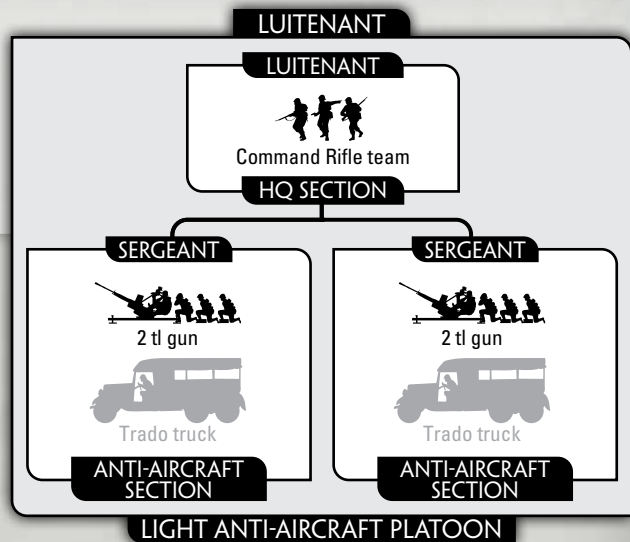 LUITENANT
LUITENANT
Command Rifle team
HQ SECTION
SERGEANT
2 tl gun
Trado truck
ANTI-AIRCRAFT
SECTION
SERGEANT
2 tl gun
Trado truck
ANTI-AIRCRAFT
SECTION
LIGHT ANTI-AIRCRAFT PLATOON